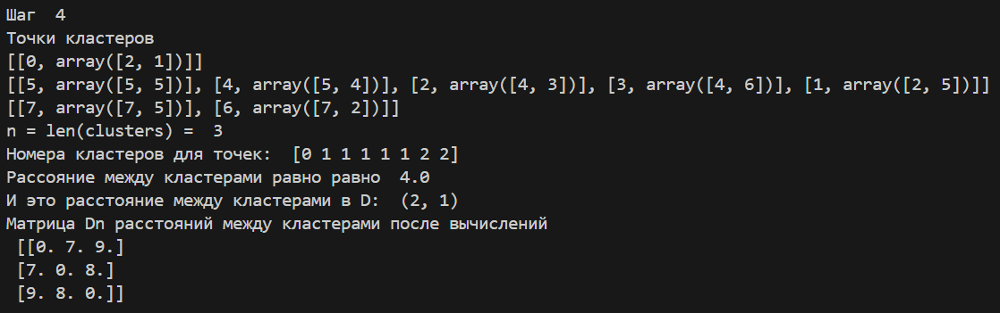 Шаг  4
Точки кластеров
[[0, array([2, 1])]]
[[5, array([5, 5])], [4, array([5, 4])], [2, array([4, 3])], [3, array([4, 6])], [1, array([2, 5])]]
[[7, array([7, 5])], [6, array([7, 2])]]
n = len(clusters) =  3
Номера кластеров для точек:  [0 1 1 1 1 1 2 2]
Рассояние между кластерами равно равно  4.0
И это расстояние между кластерами в D:  (2, 1)
Матрица Dn расстояний между кластерами после вычислений
 [[0. 7. 9.]
 [7. 0. 8.]
 [9. 8. 0.]]